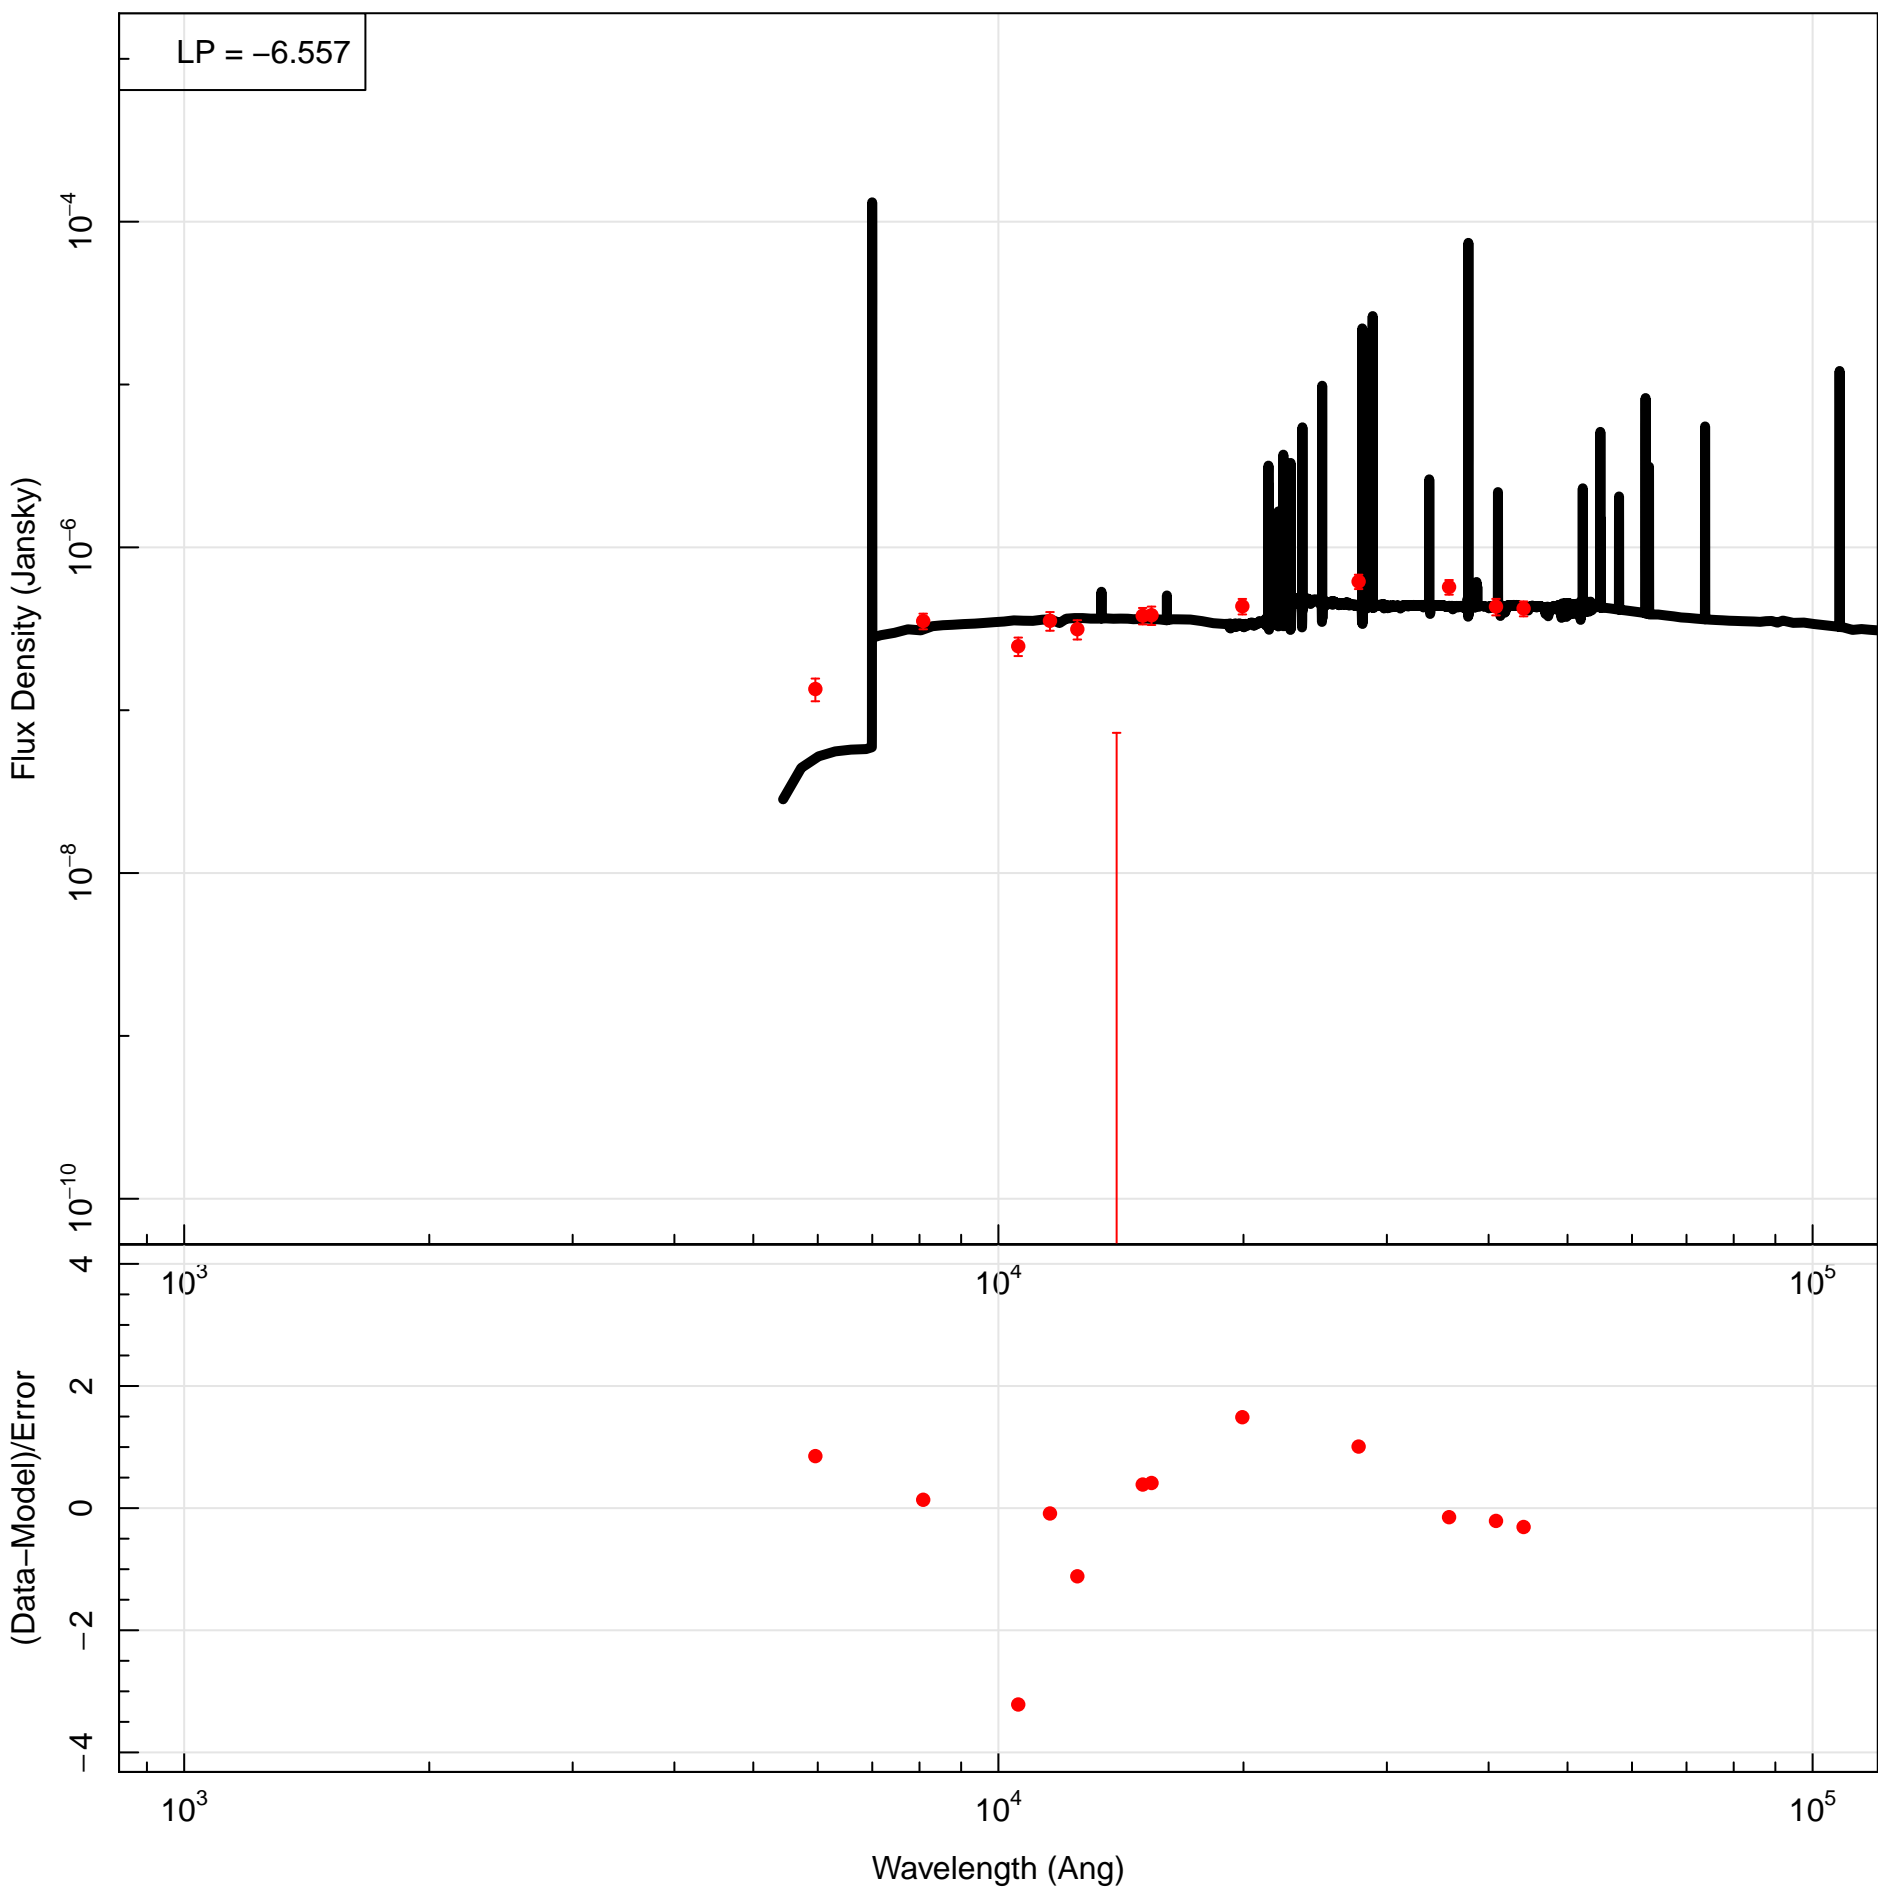 LP = −6.557
Flux Density (Jansky)
10⁻⁴
10⁻⁶
10⁻⁸
10⁻¹⁰
10³ 10⁴ 10⁵
(Data−Model)/Error
4
2
0
−2
−4
10³ 10⁴ 10⁵
Wavelength (Ang)